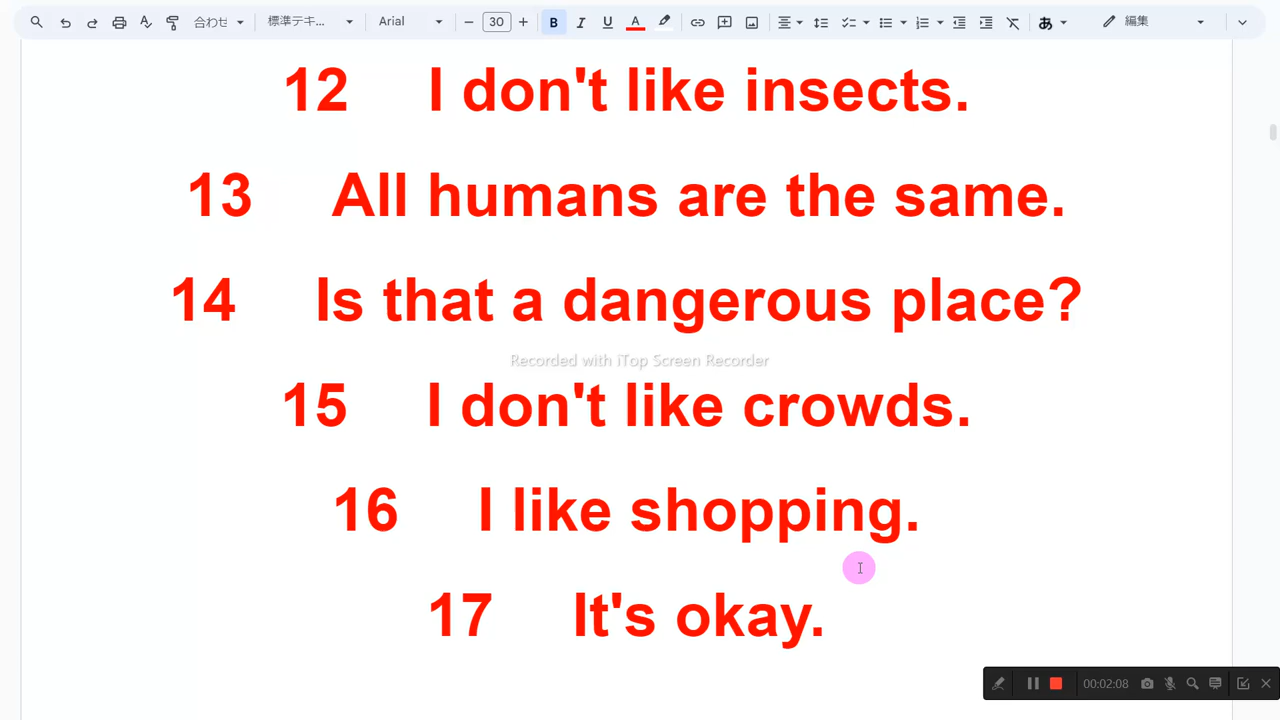 合わせ 標準テキ... Arial 30 B I U A あ 編集
12 I don't like insects.
13 All humans are the same.
14 Is that a dangerous place?
Recorded with iTop Screen Recorder
15 I don't like crowds.
16 I like shopping.
17 It's okay.
00:02:08